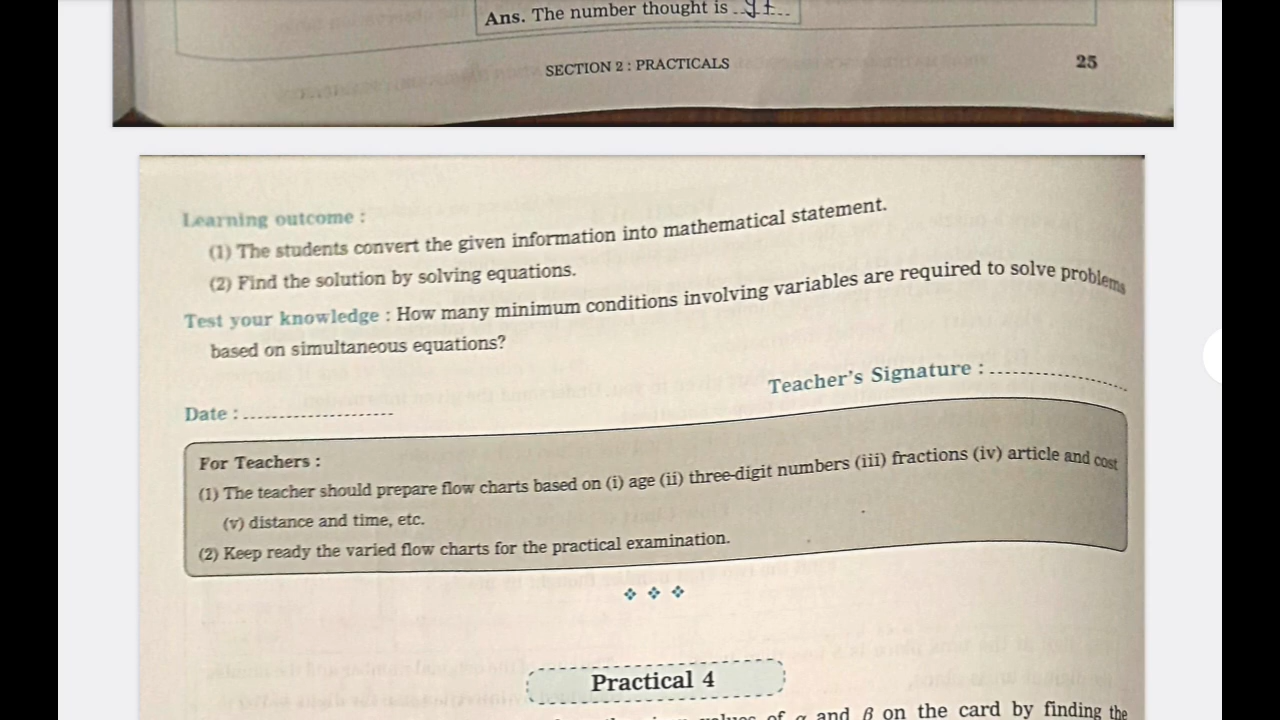 Ans. The number thought is
SECTION 2 : PRACTICALS
25
Learning outcome :
(1) The students convert the given information into mathematical statement.
(2) Find the solution by solving equations.
Test your knowledge : How many minimum conditions involving variables are required to solve problems
based on simultaneous equations?
Teacher's Signature :
Date :
For Teachers :
(1) The teacher should prepare flow charts based on (i) age (ii) three-digit numbers (iii) fractions (iv) article and cost
(v) distance and time, etc.
(2) Keep ready the varied flow charts for the practical examination.
Practical 4
values of α and β on the card by finding the